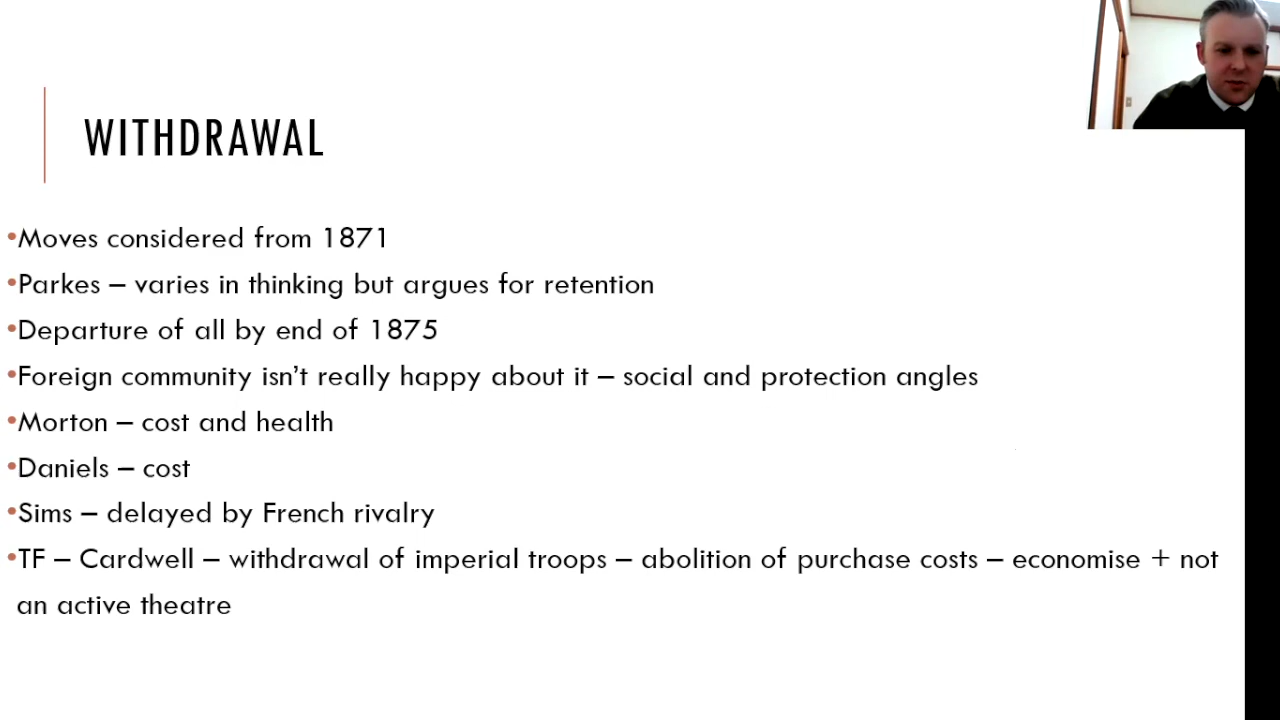 WITHDRAWAL
•Moves considered from 1871
•Parkes – varies in thinking but argues for retention
•Departure of all by end of 1875
•Foreign community isn’t really happy about it – social and protection angles
•Morton – cost and health
•Daniels – cost
•Sims – delayed by French rivalry
•TF – Cardwell – withdrawal of imperial troops – abolition of purchase costs – economise + not
an active theatre